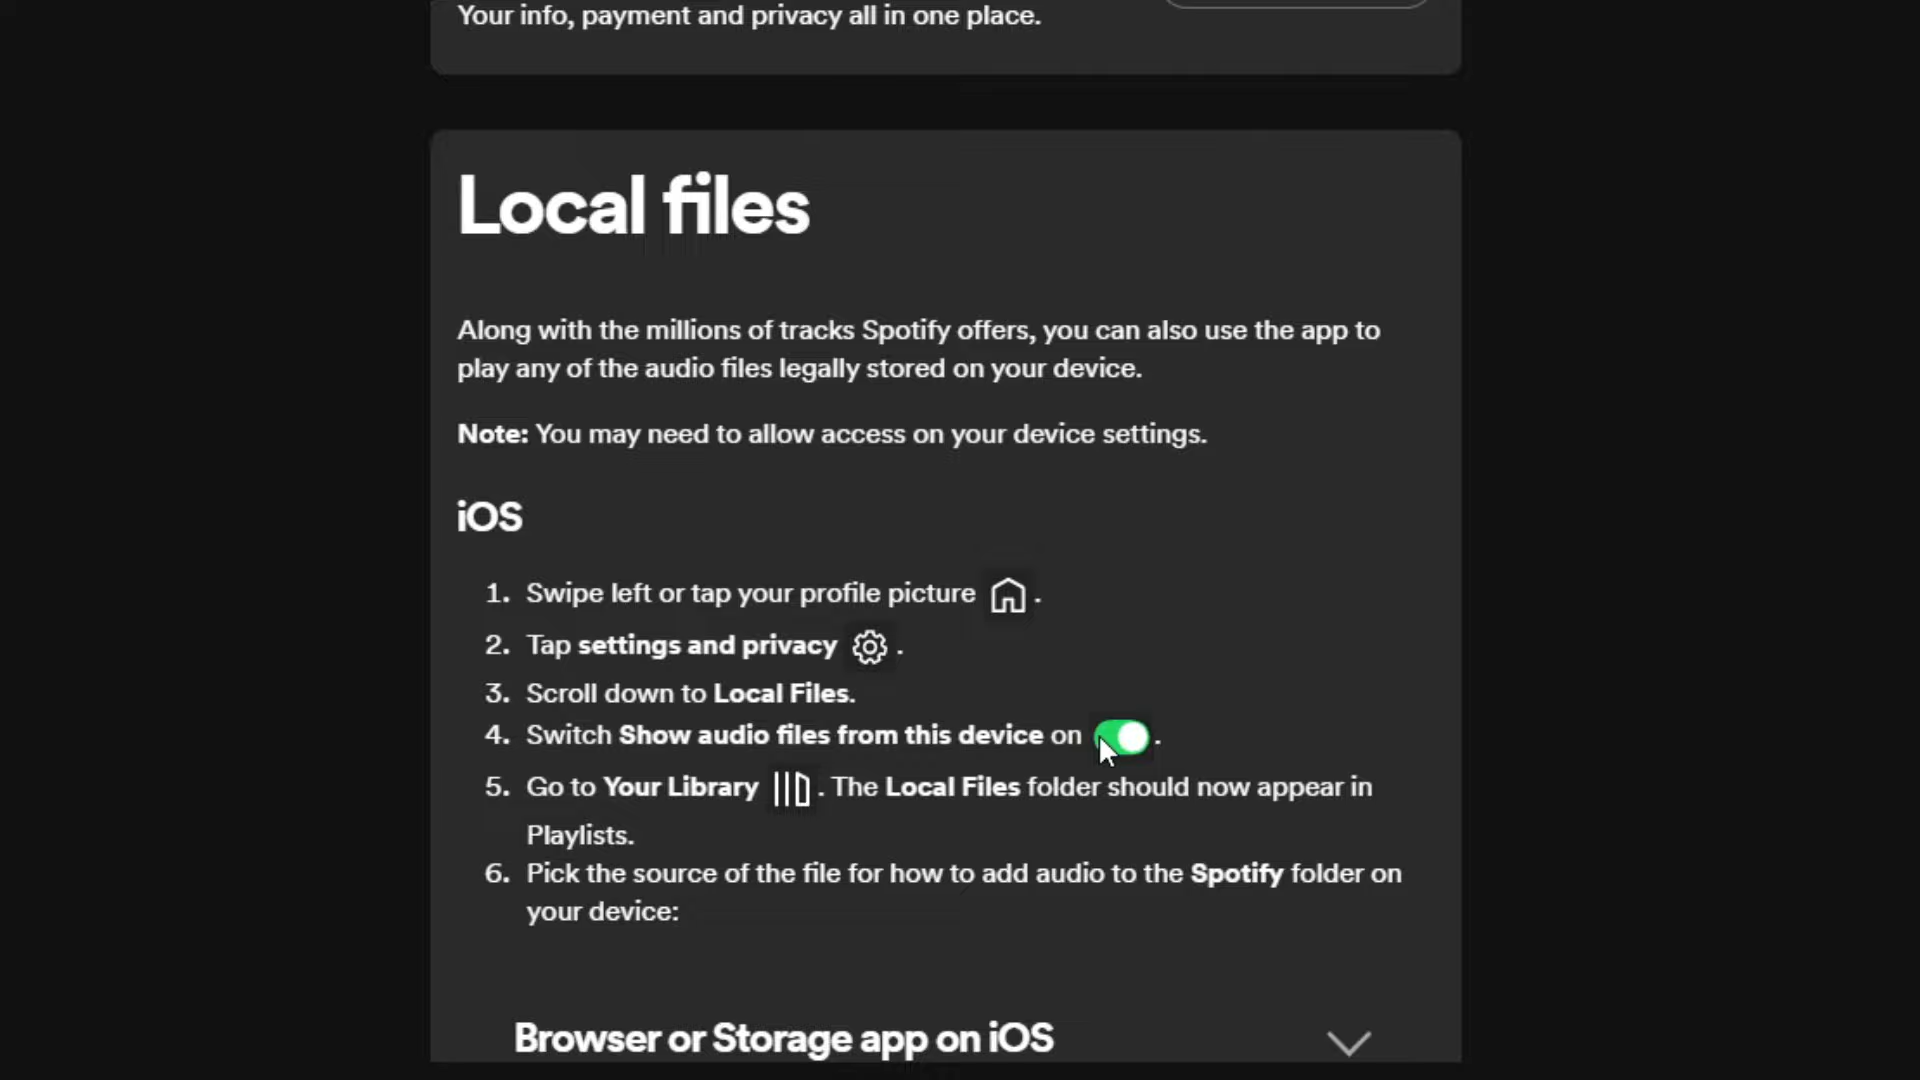 Your info, payment and privacy all in one place.
Local files
Along with the millions of tracks Spotify offers, you can also use the app to
play any of the audio files legally stored on your device.
Note: You may need to allow access on your device settings.
iOS
1. Swipe left or tap your profile picture .
2. Tap settings and privacy .
3. Scroll down to Local Files.
4. Switch Show audio files from this device on .
5. Go to Your Library . The Local Files folder should now appear in
Playlists.
6. Pick the source of the file for how to add audio to the Spotify folder on
your device:
Browser or Storage app on iOS